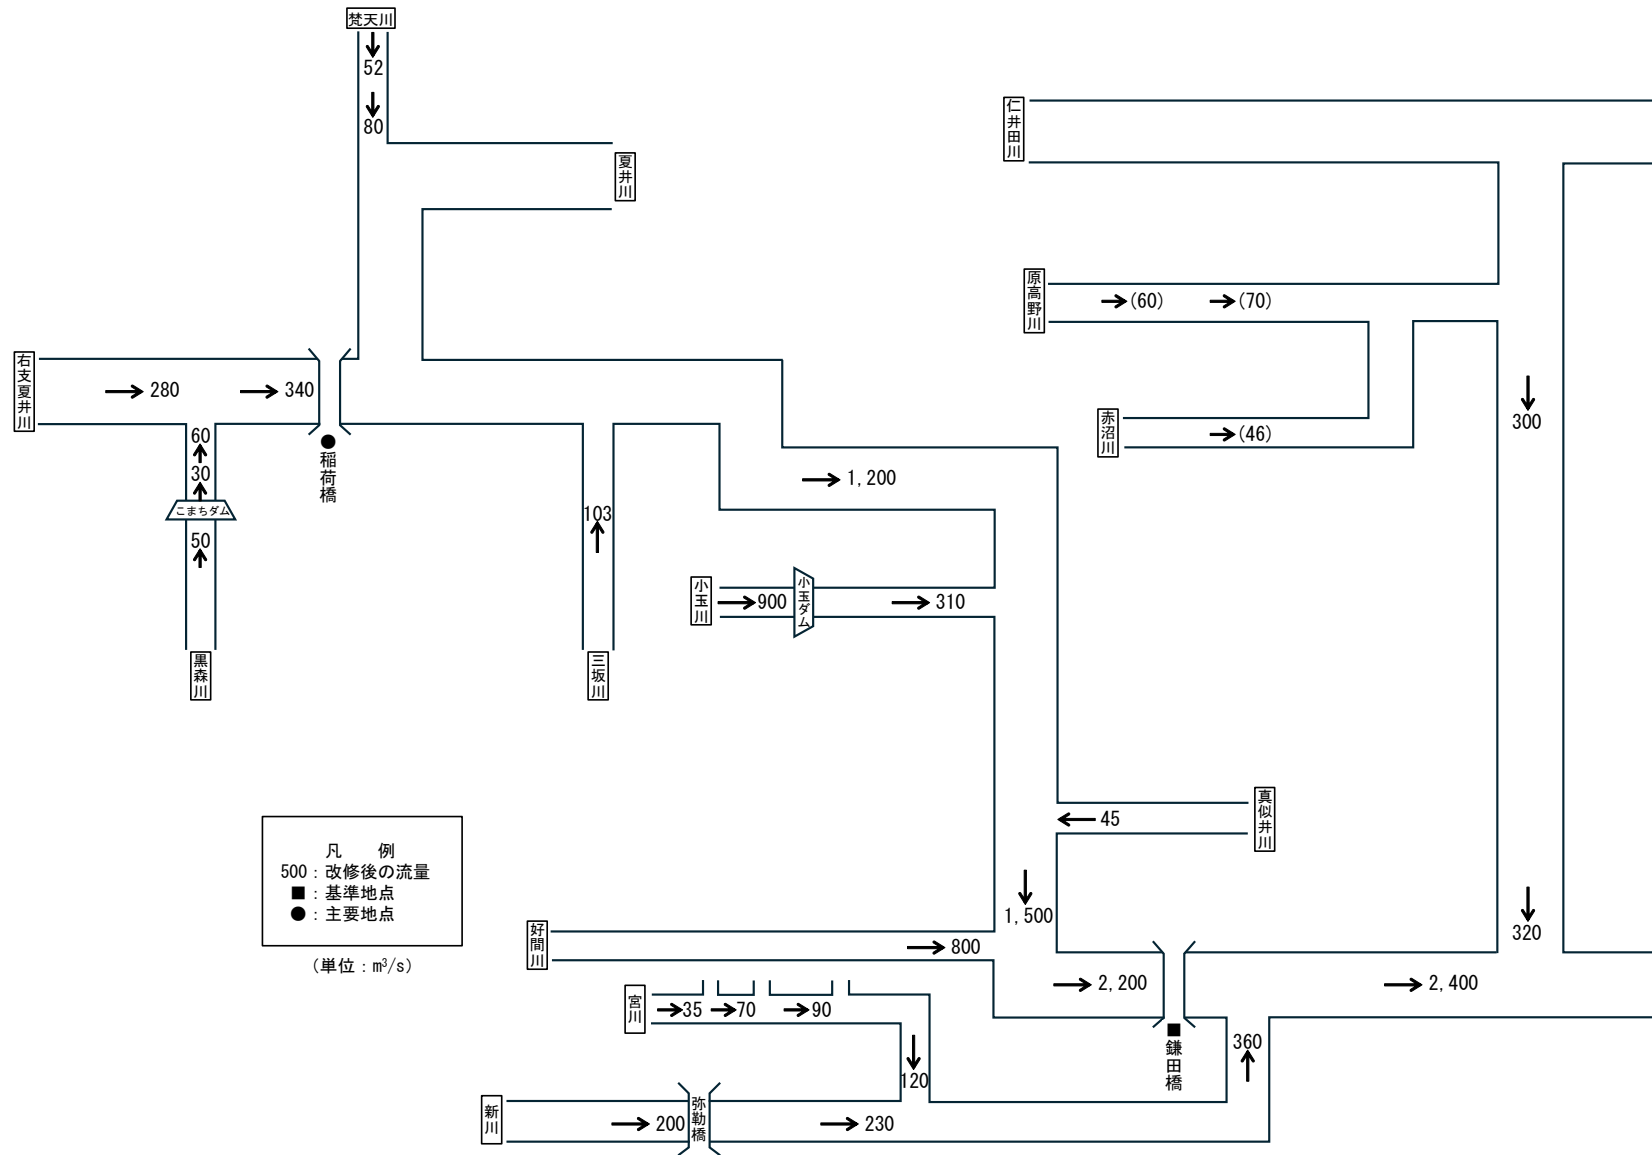 梵天川
52
80
仁井田川
夏井川
原高野川
(60)
(70)
右支夏井川
280
340
300
赤沼川
(46)
60
30
稲荷橋
1,200
こまちダム
103
50
小玉川
900
小玉ダム
310
黒森川
三坂川
真似井川
45
凡 例
500：改修後の流量
■：基準地点
●：主要地点
(単位：m³/s)
1,500
320
好間川
800
2,200
2,400
宮川
35
70
90
鎌田橋
360
120
新川
200
弥勒橋
230